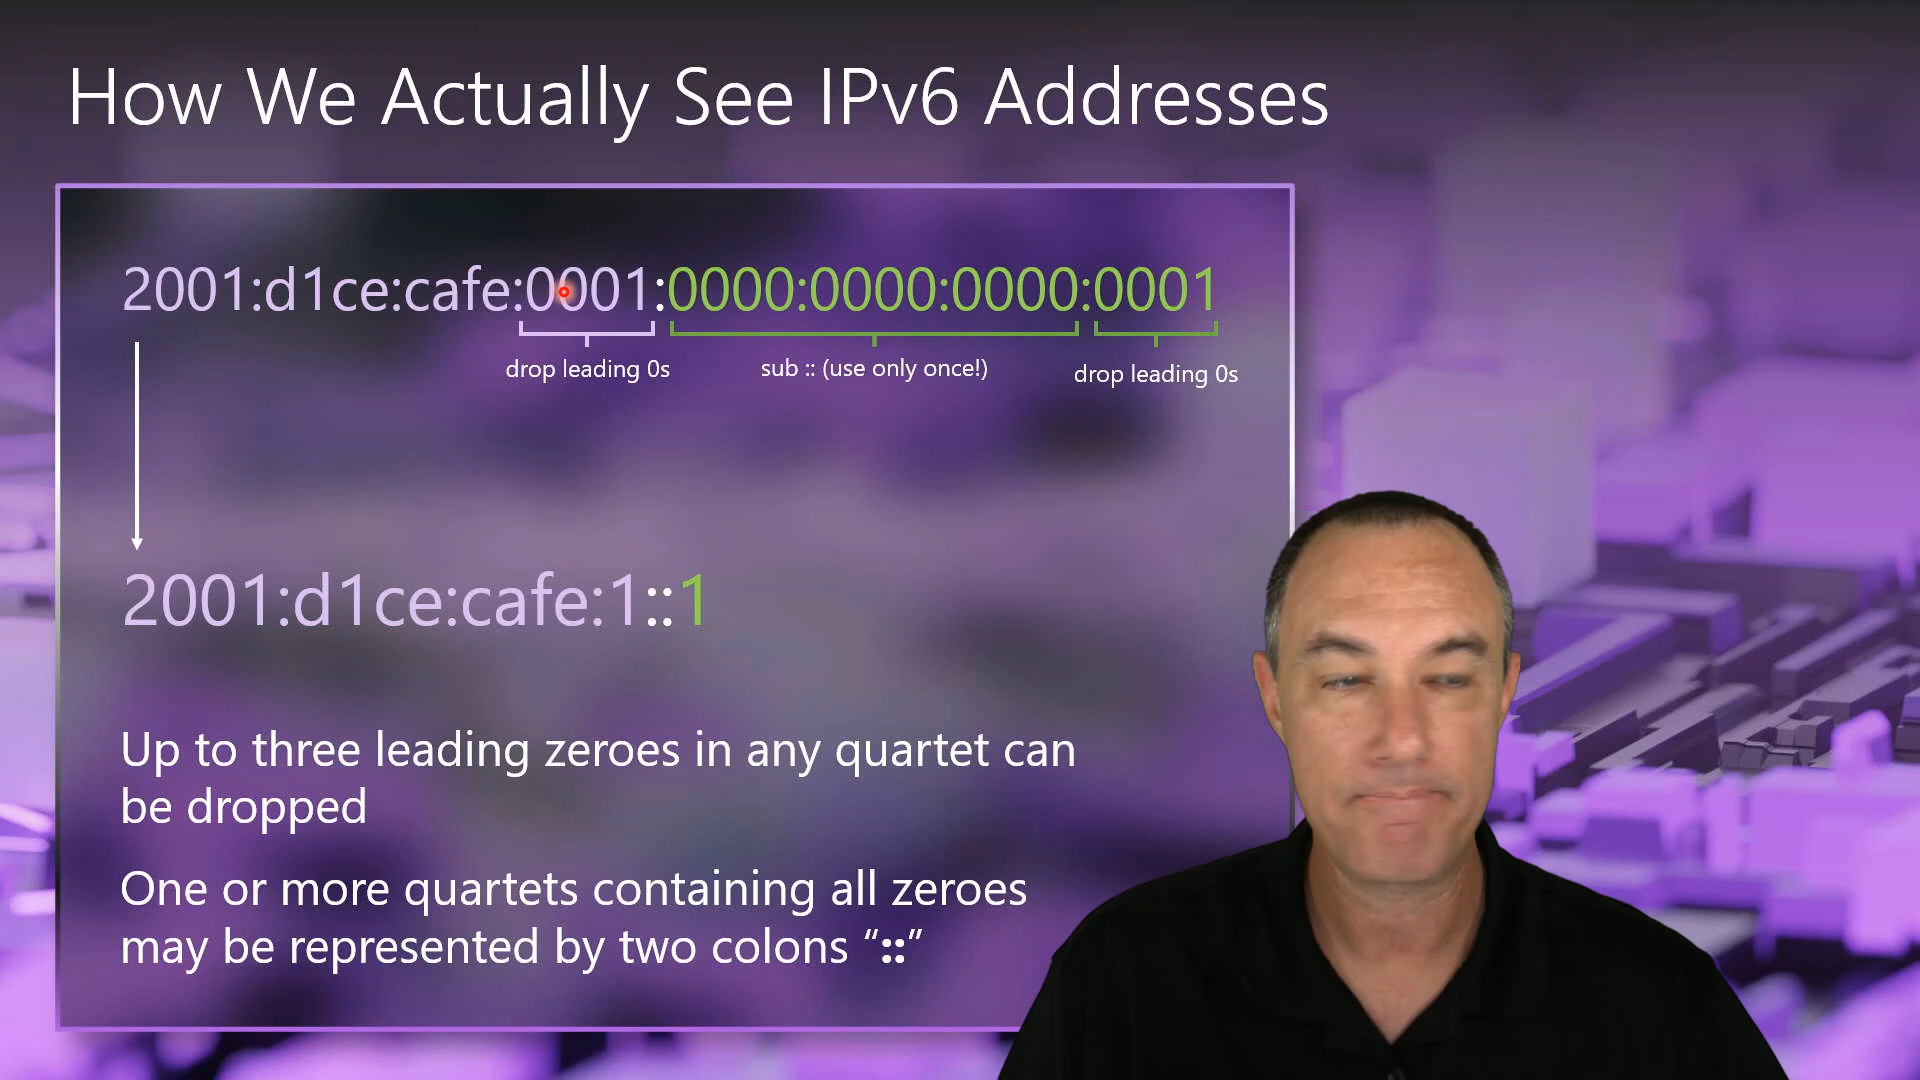 How We Actually See IPv6 Addresses
2001:d1ce:cafe:0001:0000:0000:0000:0001
drop leading 0s
sub :: (use only once!)
drop leading 0s
2001:d1ce:cafe:1::1
Up to three leading zeroes in any quartet can
be dropped
One or more quartets containing all zeroes
may be represented by two colons “::”